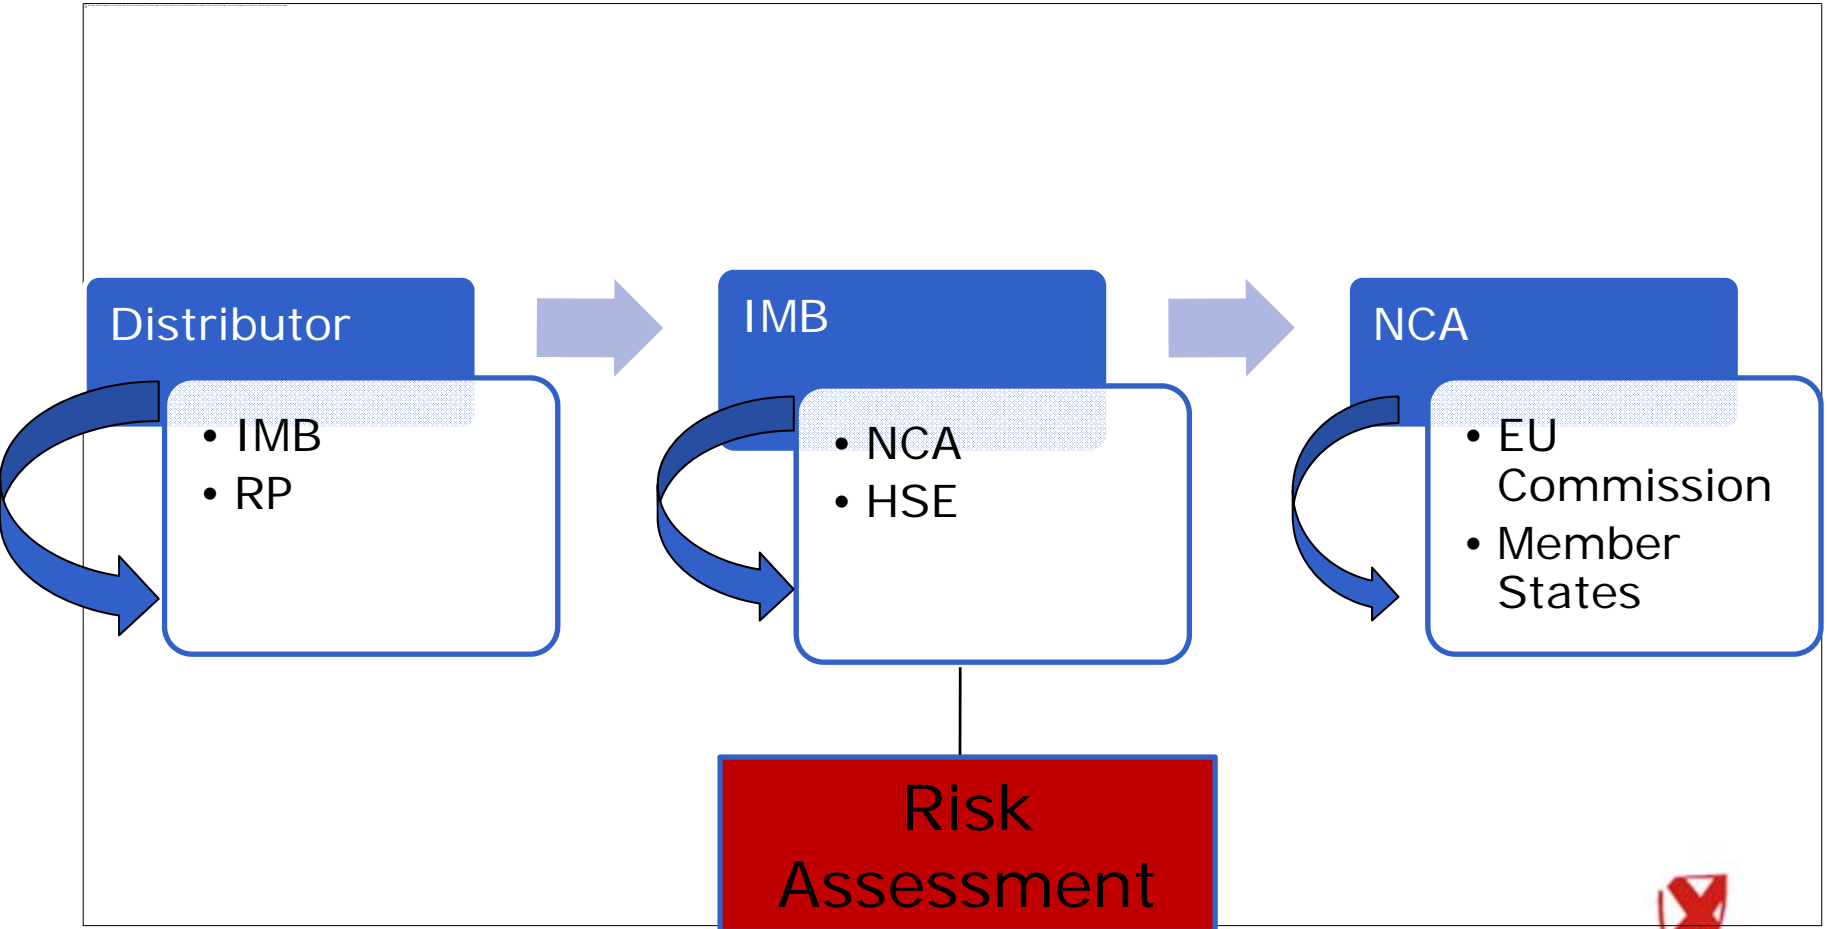 Distributor
• IMB
• RP
IMB
• NCA
• HSE
NCA
• EU
Commission
• Member
States
Risk
Assessment